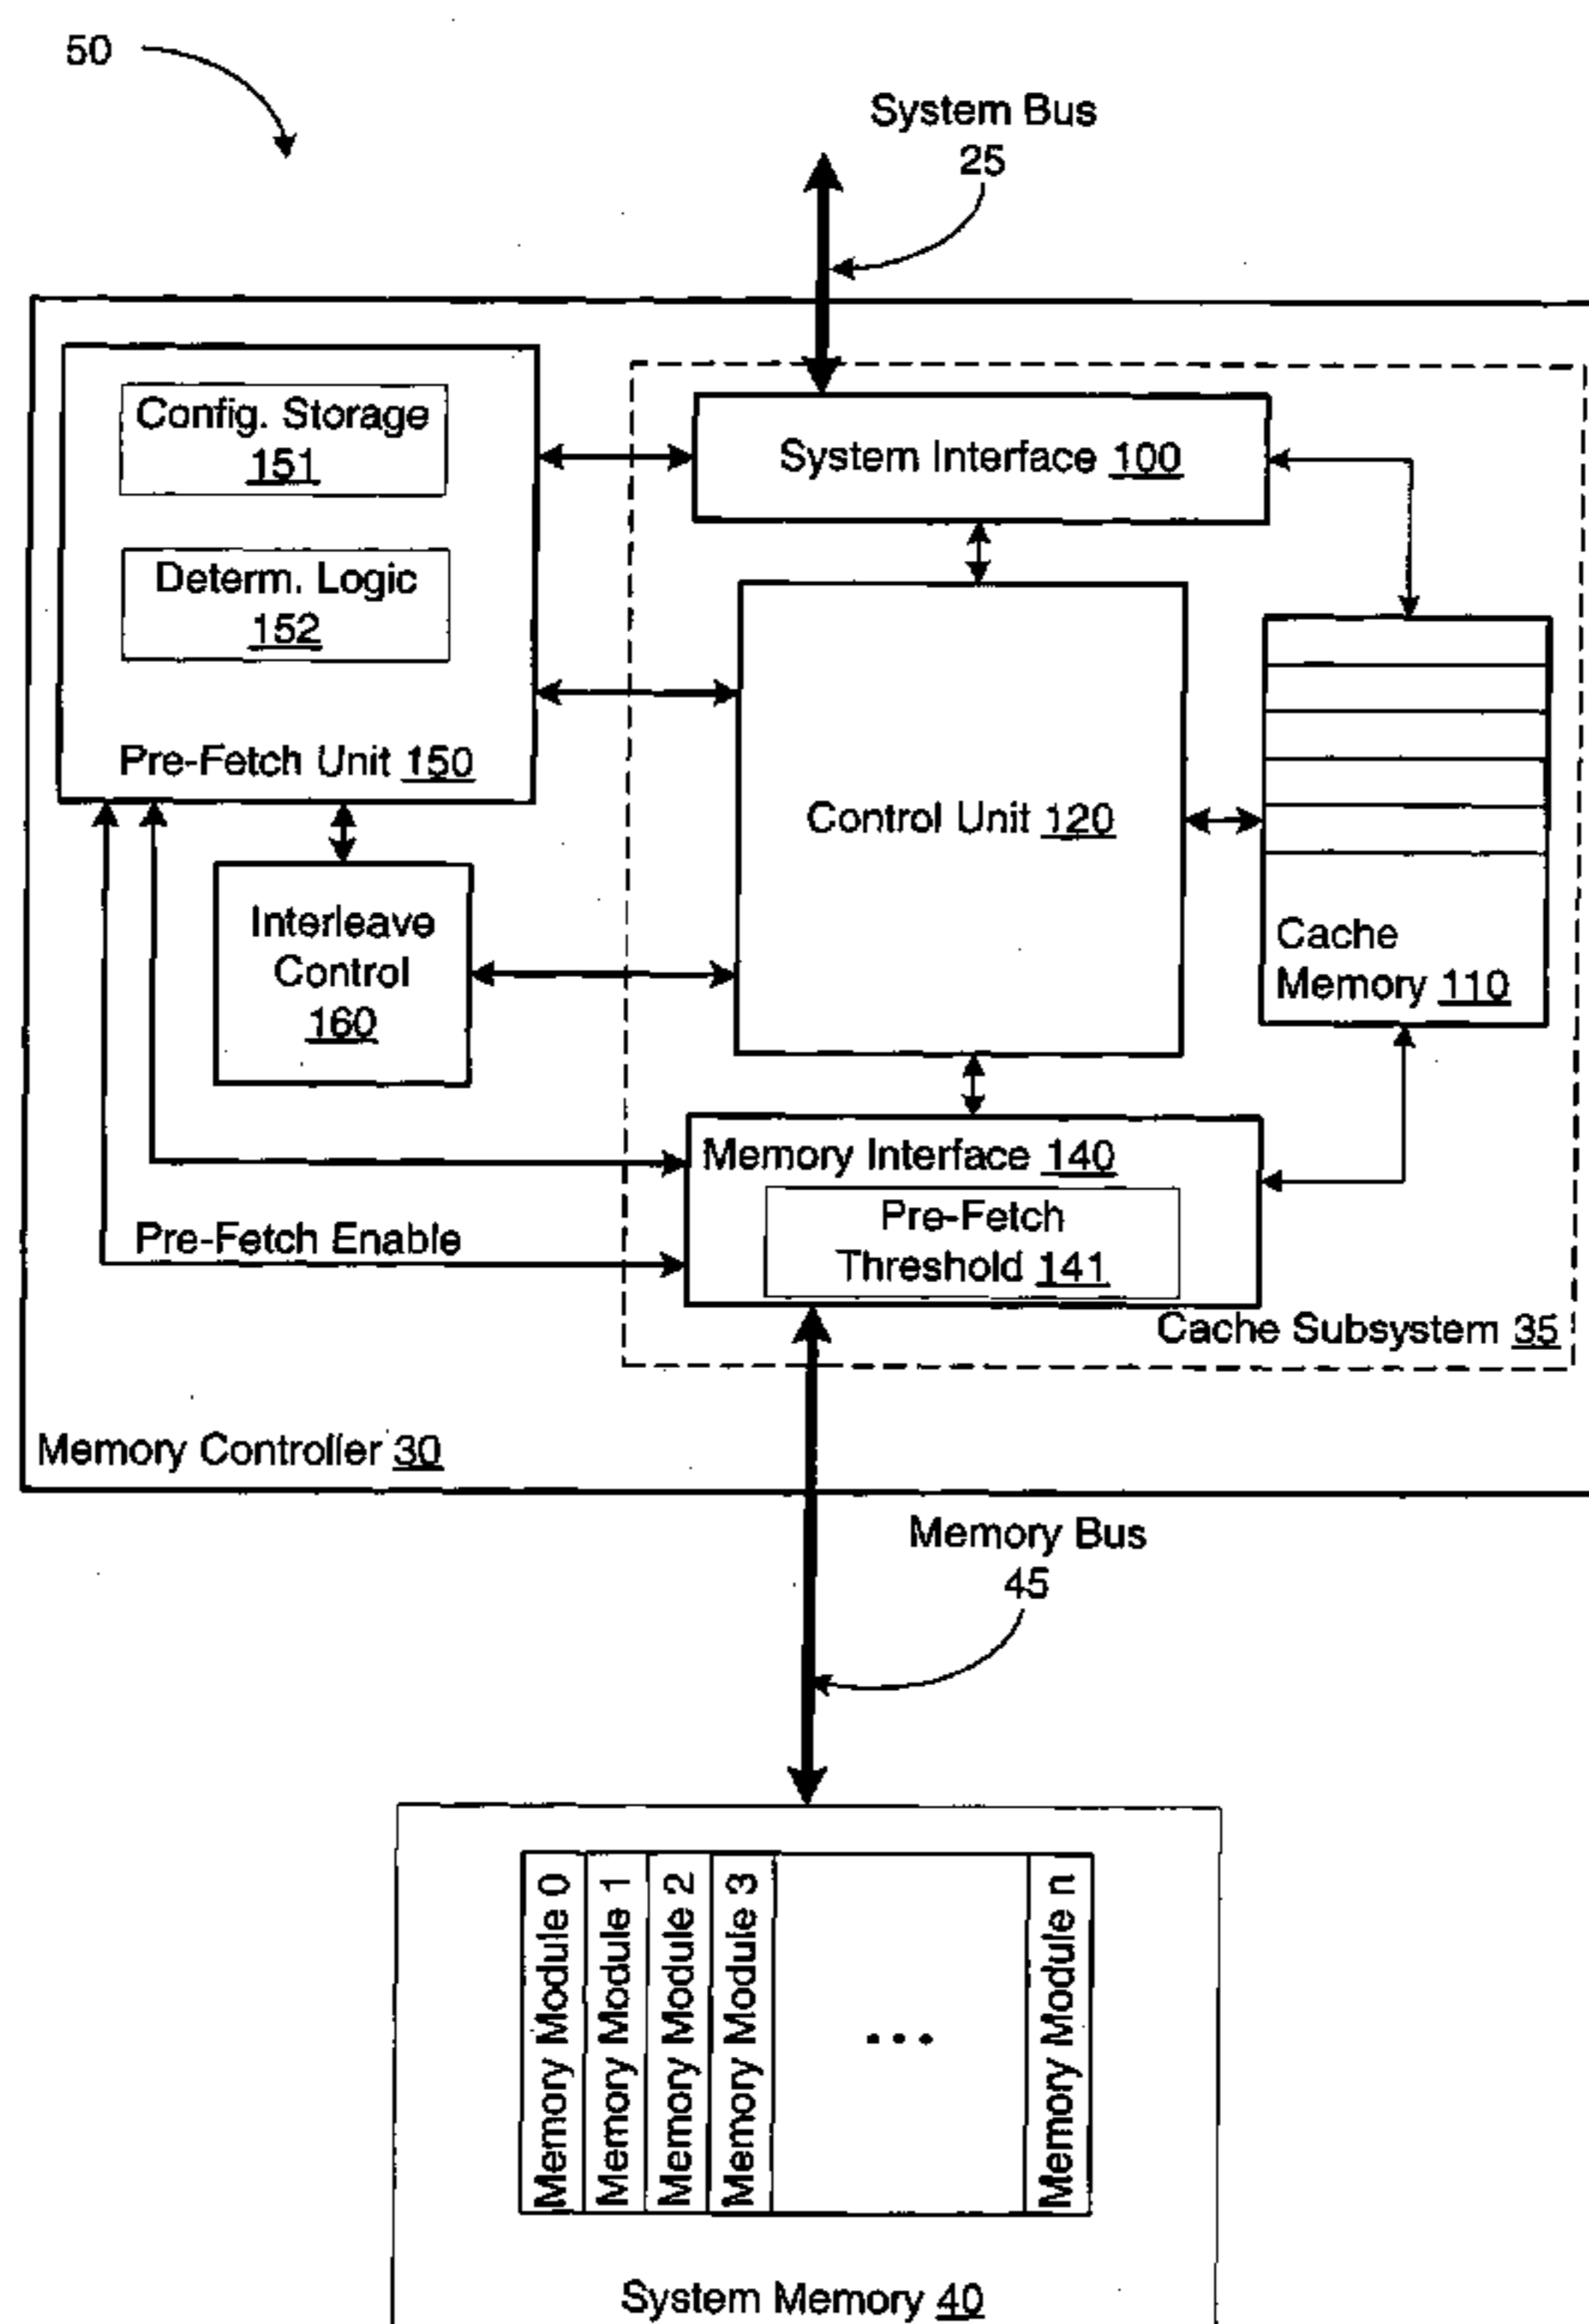 50
System Bus
25
Config. Storage
151
System Interface 100
Determ. Logic
152
Pre-Fetch Unit 150
Control Unit 120
Interleave
Control
160
Cache
Memory 110
Memory Interface 140
Pre-Fetch
Threshold 141
Pre-Fetch Enable
Cache Subsystem 35
Memory Controller 30
Memory Bus
45
Memory Module 0
Memory Module 1
Memory Module 2
Memory Module 3
...
Memory Module n
System Memory 40